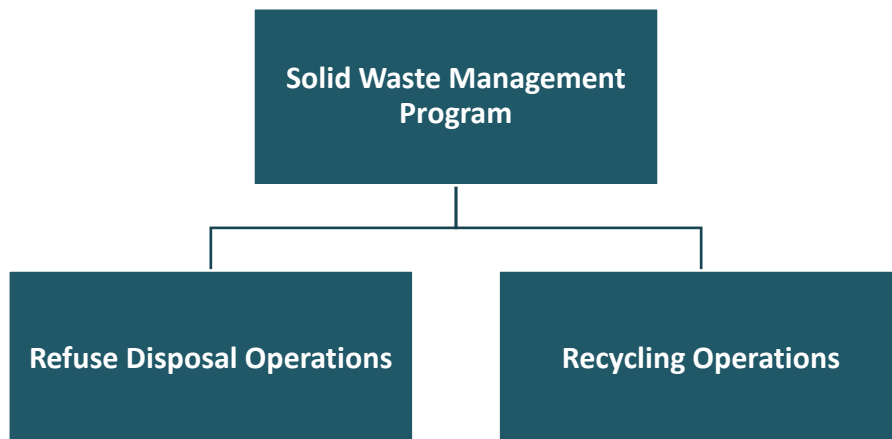 Solid Waste Management
Program
Refuse Disposal Operations
Recycling Operations